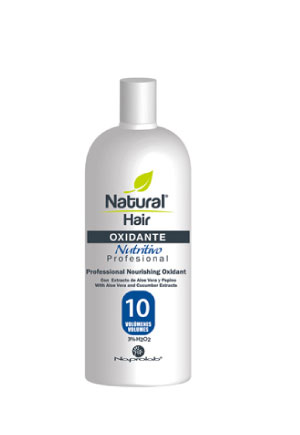 Natural®
Hair
OXIDANTE
Nutritivo
Profesional
Professional Nourishing Oxidant
Con Extracto de Aloe Vera y Pepino
With Aloe Vera and Cucumber Extracts
10
VOLÚMENES
VOLUMES
3% H2O2
Naprolab®